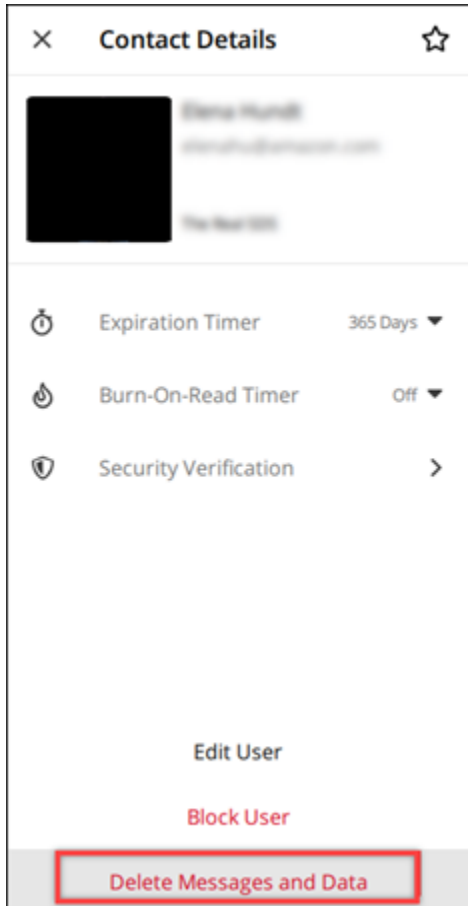 Contact Details
Expiration Timer 365 Days
Burn-On-Read Timer Off
Security Verification
Edit User
Block User
Delete Messages and Data